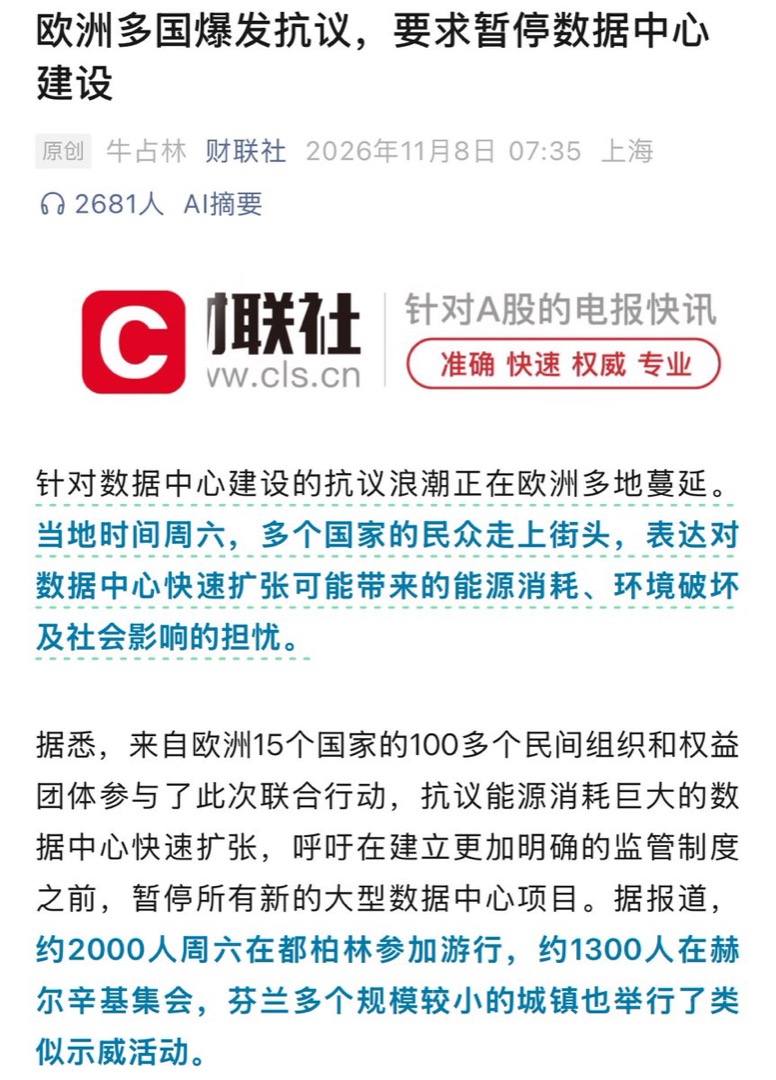 欧洲多国爆发抗议，要求暂停数据中心
建设
原创 牛占林 财联社 2026年11月8日 07:35 上海
2681人 AI摘要
C 财联社 针对A股的电报快讯
ww.cls.cn 准确 快速 权威 专业
针对数据中心建设的抗议浪潮正在欧洲多地蔓延。
当地时间周六，多个国家的民众走上街头，表达对
数据中心快速扩张可能带来的能源消耗、环境破坏
及社会影响的担忧。
据悉，来自欧洲15个国家的100多个民间组织和权益
团体参与了此次联合行动，抗议能源消耗巨大的数
据中心快速扩张，呼吁在建立更加明确的监管制度
之前，暂停所有新的大型数据中心项目。据报道，
约2000人周六在都柏林参加游行，约1300人在赫
尔辛基集会，芬兰多个规模较小的城镇也举行了类
似示威活动。